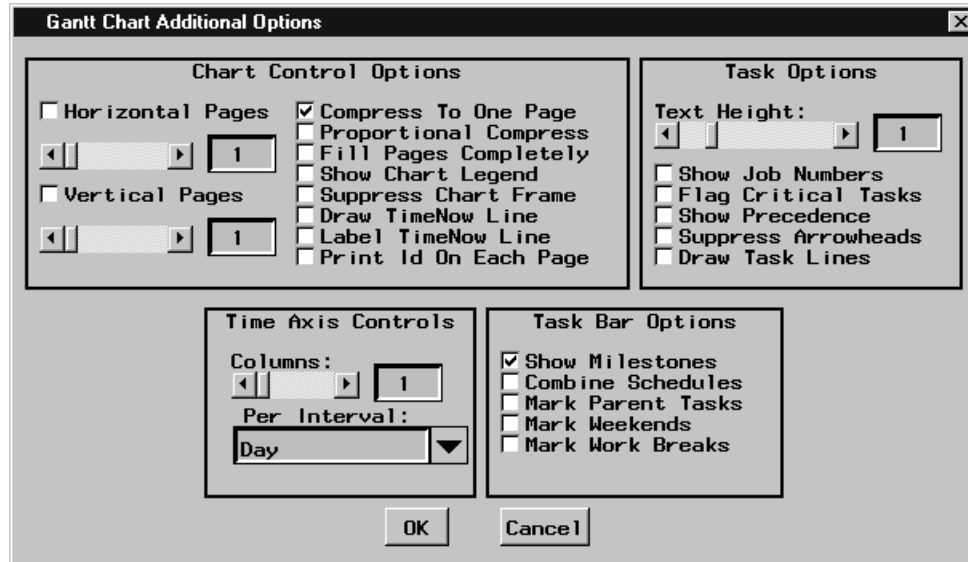 Gantt Chart Additional Options
Chart Control Options
Horizontal Pages
1
Vertical Pages
1
Compress To One Page
Proportional Compress
Fill Pages Completely
Show Chart Legend
Suppress Chart Frame
Draw TimeNow Line
Label TimeNow Line
Print Id On Each Page
Task Options
Text Height:
1
Show Job Numbers
Flag Critical Tasks
Show Precedence
Suppress Arrowheads
Draw Task Lines
Time Axis Controls
Columns:
1
Per Interval:
Day
Task Bar Options
Show Milestones
Combine Schedules
Mark Parent Tasks
Mark Weekends
Mark Work Breaks
OK
Cancel